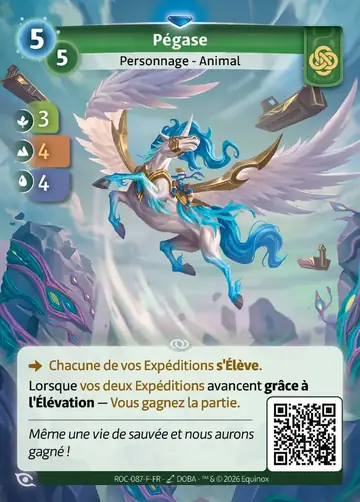 5
5
Pégase
Personnage - Animal
3
4
4
Chacune de vos Expéditions s'Élève.
Lorsque vos deux Expéditions avancent grâce à
l'Élévation — Vous gagnez la partie.
Même une vie de sauvée et nous aurons
gagné !
ROC-087-F-FR - DOBA - ™ & © 2026 Equinox